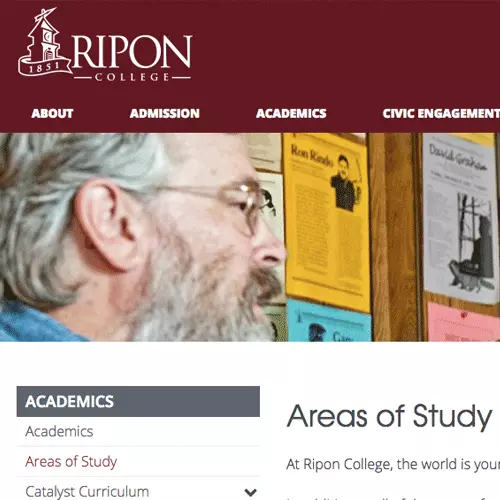 RIPON
1851
COLLEGE
ABOUT ADMISSION ACADEMICS CIVIC ENGAGEMENT
Ron Rindo
David Graham
ACADEMICS
Academics
Areas of Study
Catalyst Curriculum
Areas of Study
At Ripon College, the world is your